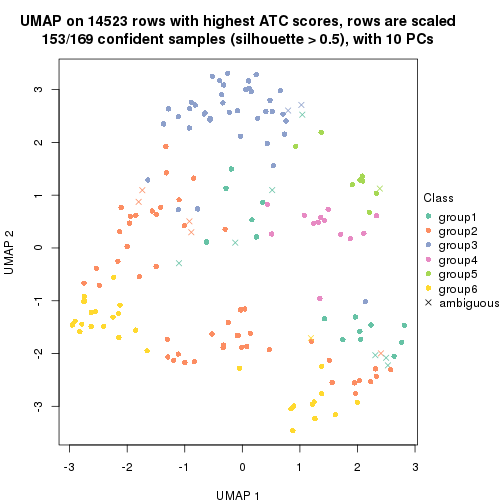 UMAP on 14523 rows with highest ATC scores, rows are scaled
153/169 confident samples (silhouette > 0.5), with 10 PCs
3
2
1
0
-1
-2
-3
UMAP 2
-3
-2
-1
0
1
2
3
UMAP 1
Class
group1
group2
group3
group4
group5
group6
ambiguous